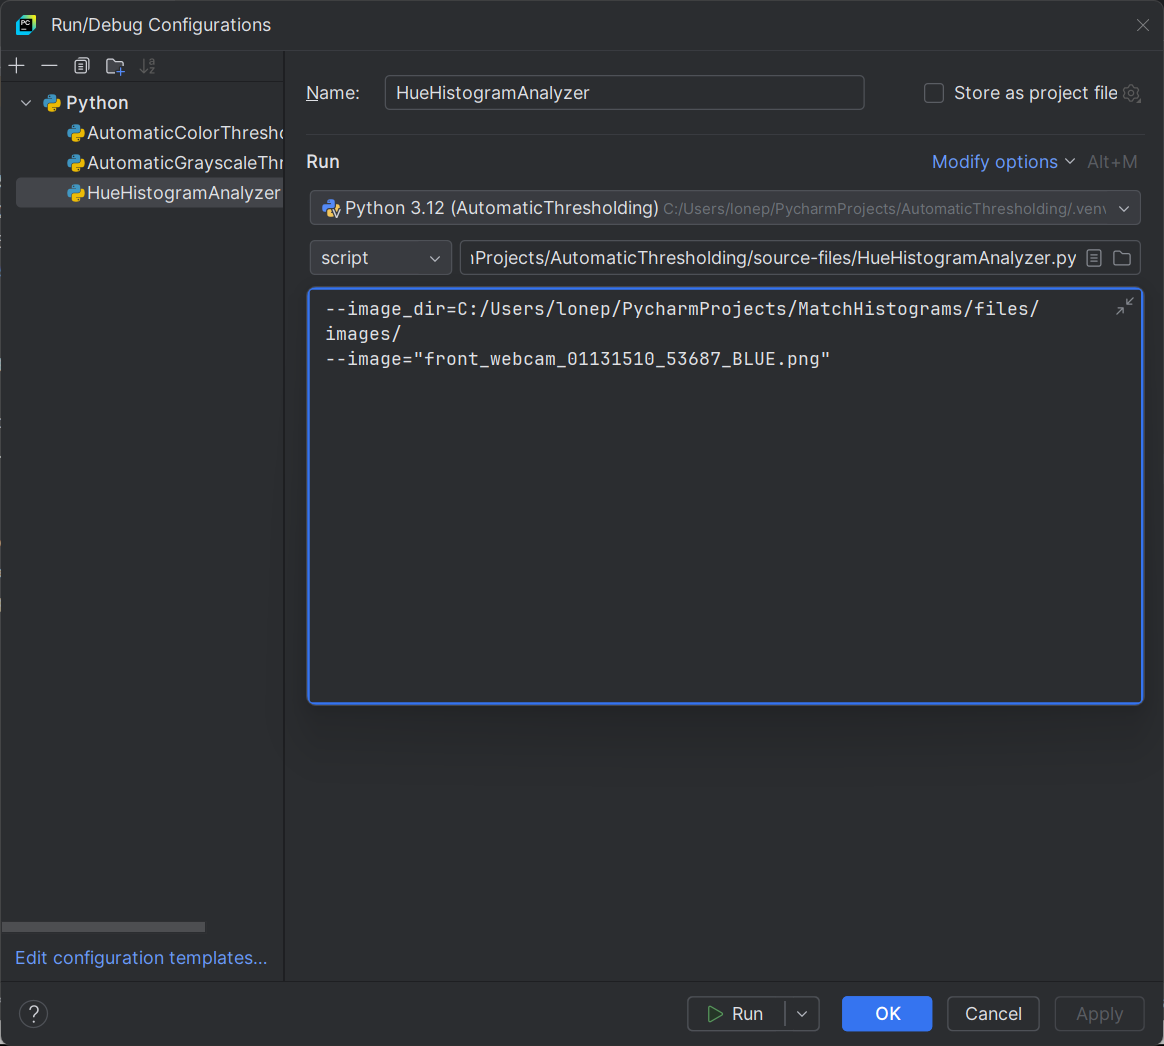 Run/Debug Configurations
Python
AutomaticColorThresho
AutomaticGrayscaleThr
HueHistogramAnalyzer
Edit configuration templates...
Name:
HueHistogramAnalyzer
Store as project file
Run
Modify options
Alt+M
Python 3.12 (AutomaticThresholding) C:/Users/lonep/PycharmProjects/AutomaticThresholding/.venv
script
Projects/AutomaticThresholding/source-files/HueHistogramAnalyzer.py
--image_dir=C:/Users/lonep/PycharmProjects/MatchHistograms/files/
images/
--image="front_webcam_01131510_53687_BLUE.png"
?
Run
OK
Cancel
Apply